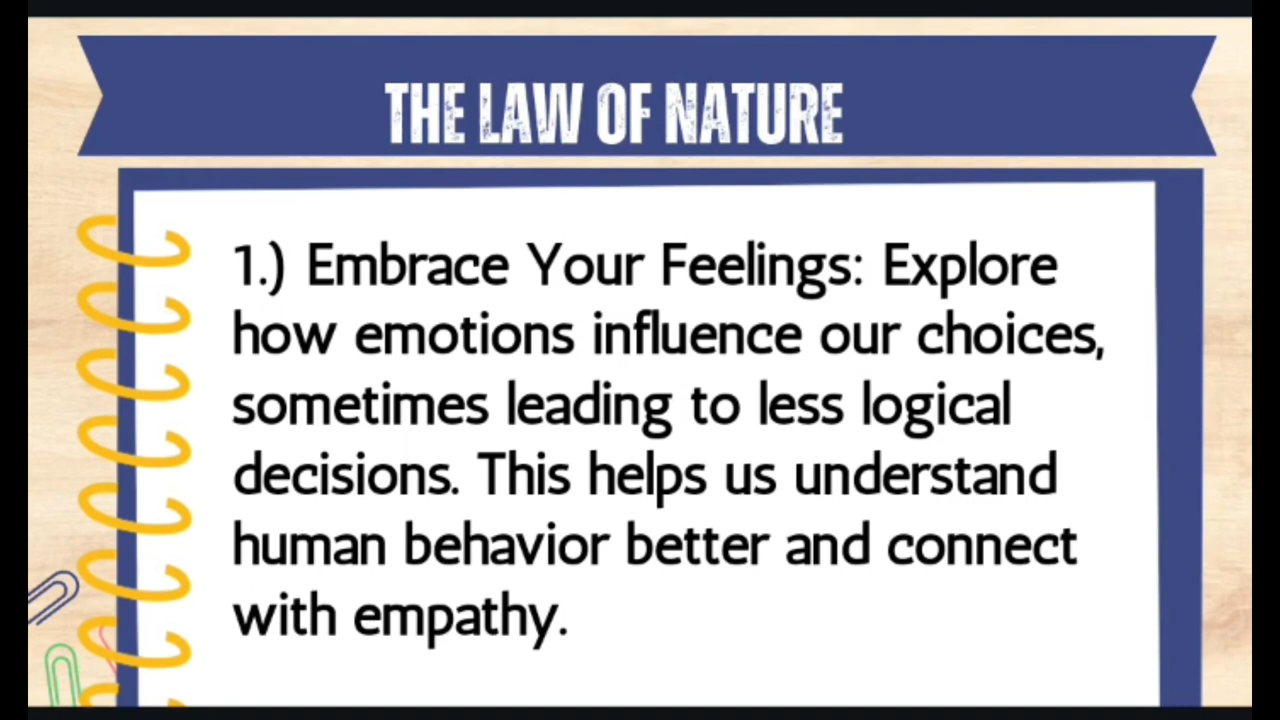 THE LAW OF NATURE
1.) Embrace Your Feelings: Explore
how emotions influence our choices,
sometimes leading to less logical
decisions. This helps us understand
human behavior better and connect
with empathy.